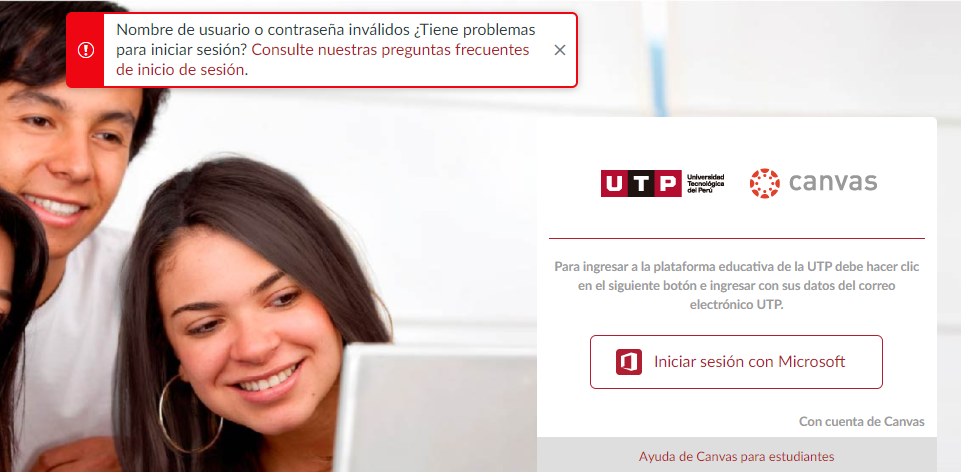 Nombre de usuario o contraseña inválidos ¿Tiene problemas
para iniciar sesión? Consulte nuestras preguntas frecuentes
de inicio de sesión.
UTP Universidad
Tecnológica
del Perú
canvas
Para ingresar a la plataforma educativa de la UTP debe hacer clic
en el siguiente botón e ingresar con sus datos del correo
electrónico UTP.
Iniciar sesión con Microsoft
Con cuenta de Canvas
Ayuda de Canvas para estudiantes